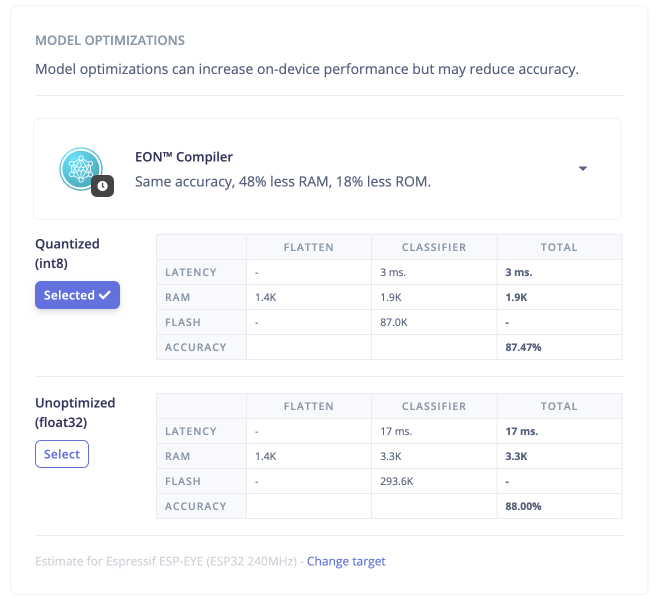 MODEL OPTIMIZATIONS
Model optimizations can increase on-device performance but may reduce accuracy.
EON™ Compiler
Same accuracy, 48% less RAM, 18% less ROM.
Quantized
(int8)
Selected ✓
FLATTEN CLASSIFIER TOTAL
LATENCY - 3 ms. 3 ms.
RAM 1.4K 1.9K 1.9K
FLASH - 87.0K -
ACCURACY 87.47%
Unoptimized
(float32)
Select
FLATTEN CLASSIFIER TOTAL
LATENCY - 17 ms. 17 ms.
RAM 1.4K 3.3K 3.3K
FLASH - 293.6K -
ACCURACY 88.00%
Estimate for Espressif ESP-EYE (ESP32 240MHz) - Change target